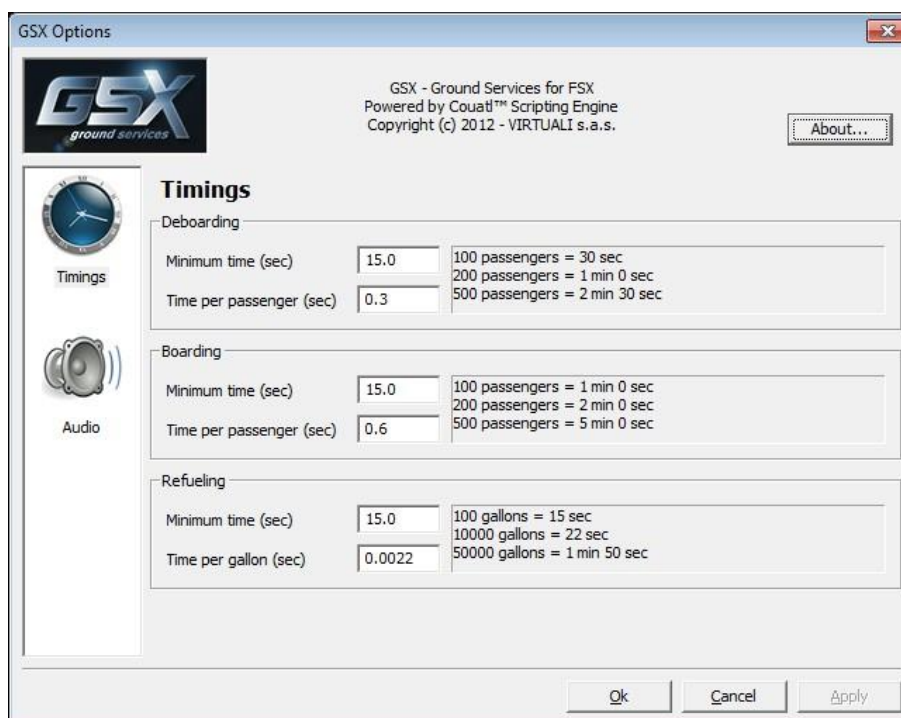 GSX Options
GSX
ground services
GSX - Ground Services for FSX
Powered by Couatl™ Scripting Engine
Copyright (c) 2012 - VIRTUALI s.a.s.
About...
Timings
Audio
Timings
Deboarding
Minimum time (sec) 15.0
Time per passenger (sec) 0.3
100 passengers = 30 sec
200 passengers = 1 min 0 sec
500 passengers = 2 min 30 sec
Boarding
Minimum time (sec) 15.0
Time per passenger (sec) 0.6
100 passengers = 1 min 0 sec
200 passengers = 2 min 0 sec
500 passengers = 5 min 0 sec
Refueling
Minimum time (sec) 15.0
Time per gallon (sec) 0.0022
100 gallons = 15 sec
10000 gallons = 22 sec
50000 gallons = 1 min 50 sec
Ok
Cancel
Apply